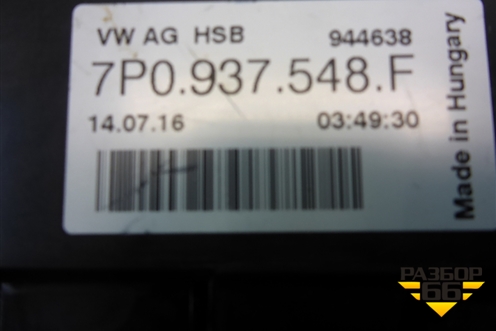 VW AG HSB 944638
7P0.937.548.F
14.07.16 03:49:30
Made in Hungary
РАЗБОР
66